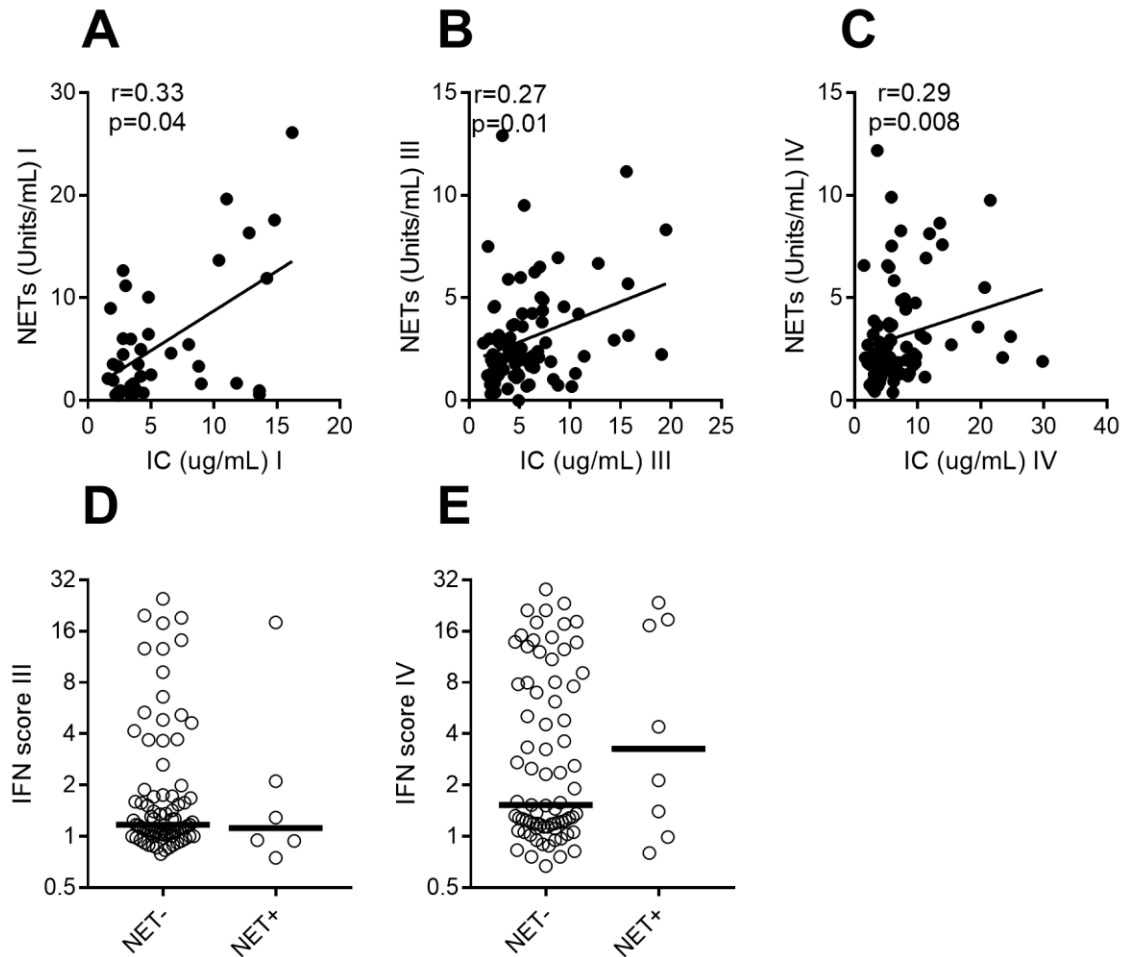 A
B
C
r=0.33
p=0.04
NETs (Units/mL) I
30
20
10
0
0 5 10 15 20
IC (ug/mL) I
r=0.27
p=0.01
NETs (Units/mL) III
15
10
5
0
0 5 10 15 20 25
IC (ug/mL) III
r=0.29
p=0.008
NETs (Units/mL) IV
15
10
5
0
0 10 20 30 40
IC (ug/mL) IV
D
E
IFN score III
32
16
8
4
2
1
0.5
NET-
NET+
IFN score IV
32
16
8
4
2
1
0.5
NET-
NET+